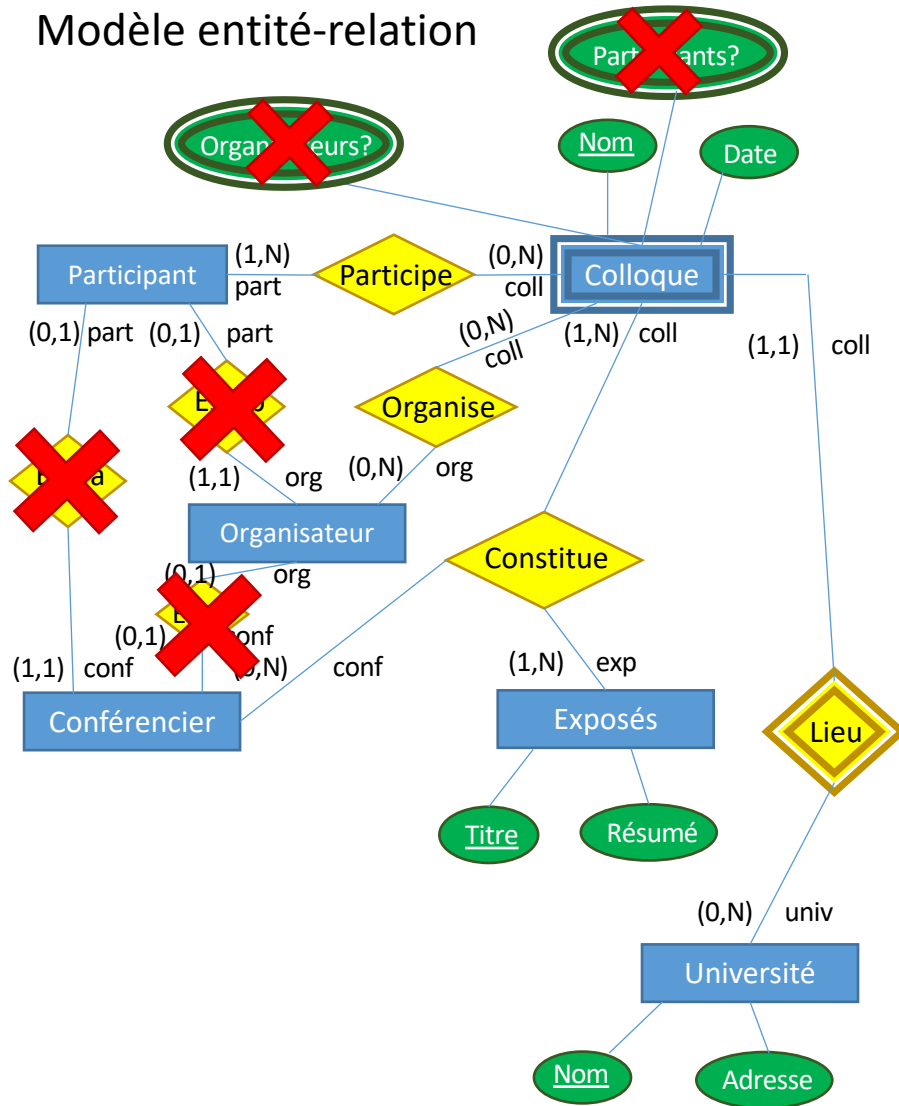 Modèle entité-relation
Nom
Date
Participant
(1,N)
part
Participe
(0,N)
coll
Colloque
(0,1) part
(0,1) part
(0,N)
coll
(1,N) coll
(1,1) coll
Organise
(1,1) org
(0,N) org
Organisateur
Constitue
(0,1) org
(0,1)
(1,1) conf
conf
(1,N) exp
Conférencier
Exposés
Lieu
Titre
Résumé
(0,N) univ
Université
Nom
Adresse